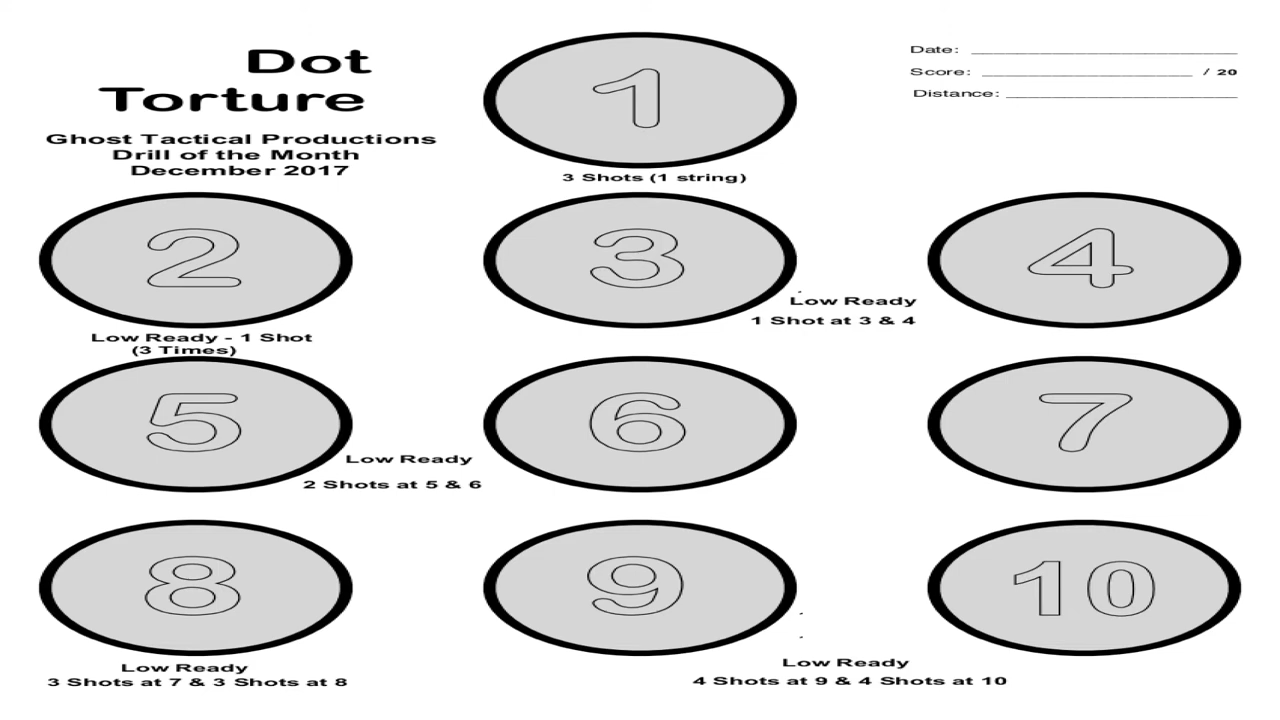 Dot
Torture
Ghost Tactical Productions
Drill of the Month
December 2017
Date: ______________________________
Score: ________________________ / 20
Distance: __________________________
1
3 Shots (1 string)
2
Low Ready - 1 Shot
(3 Times)
3
Low Ready
1 Shot at 3 & 4
4
5
Low Ready
2 Shots at 5 & 6
6
7
8
Low Ready
3 Shots at 7 & 3 Shots at 8
9
10
Low Ready
4 Shots at 9 & 4 Shots at 10